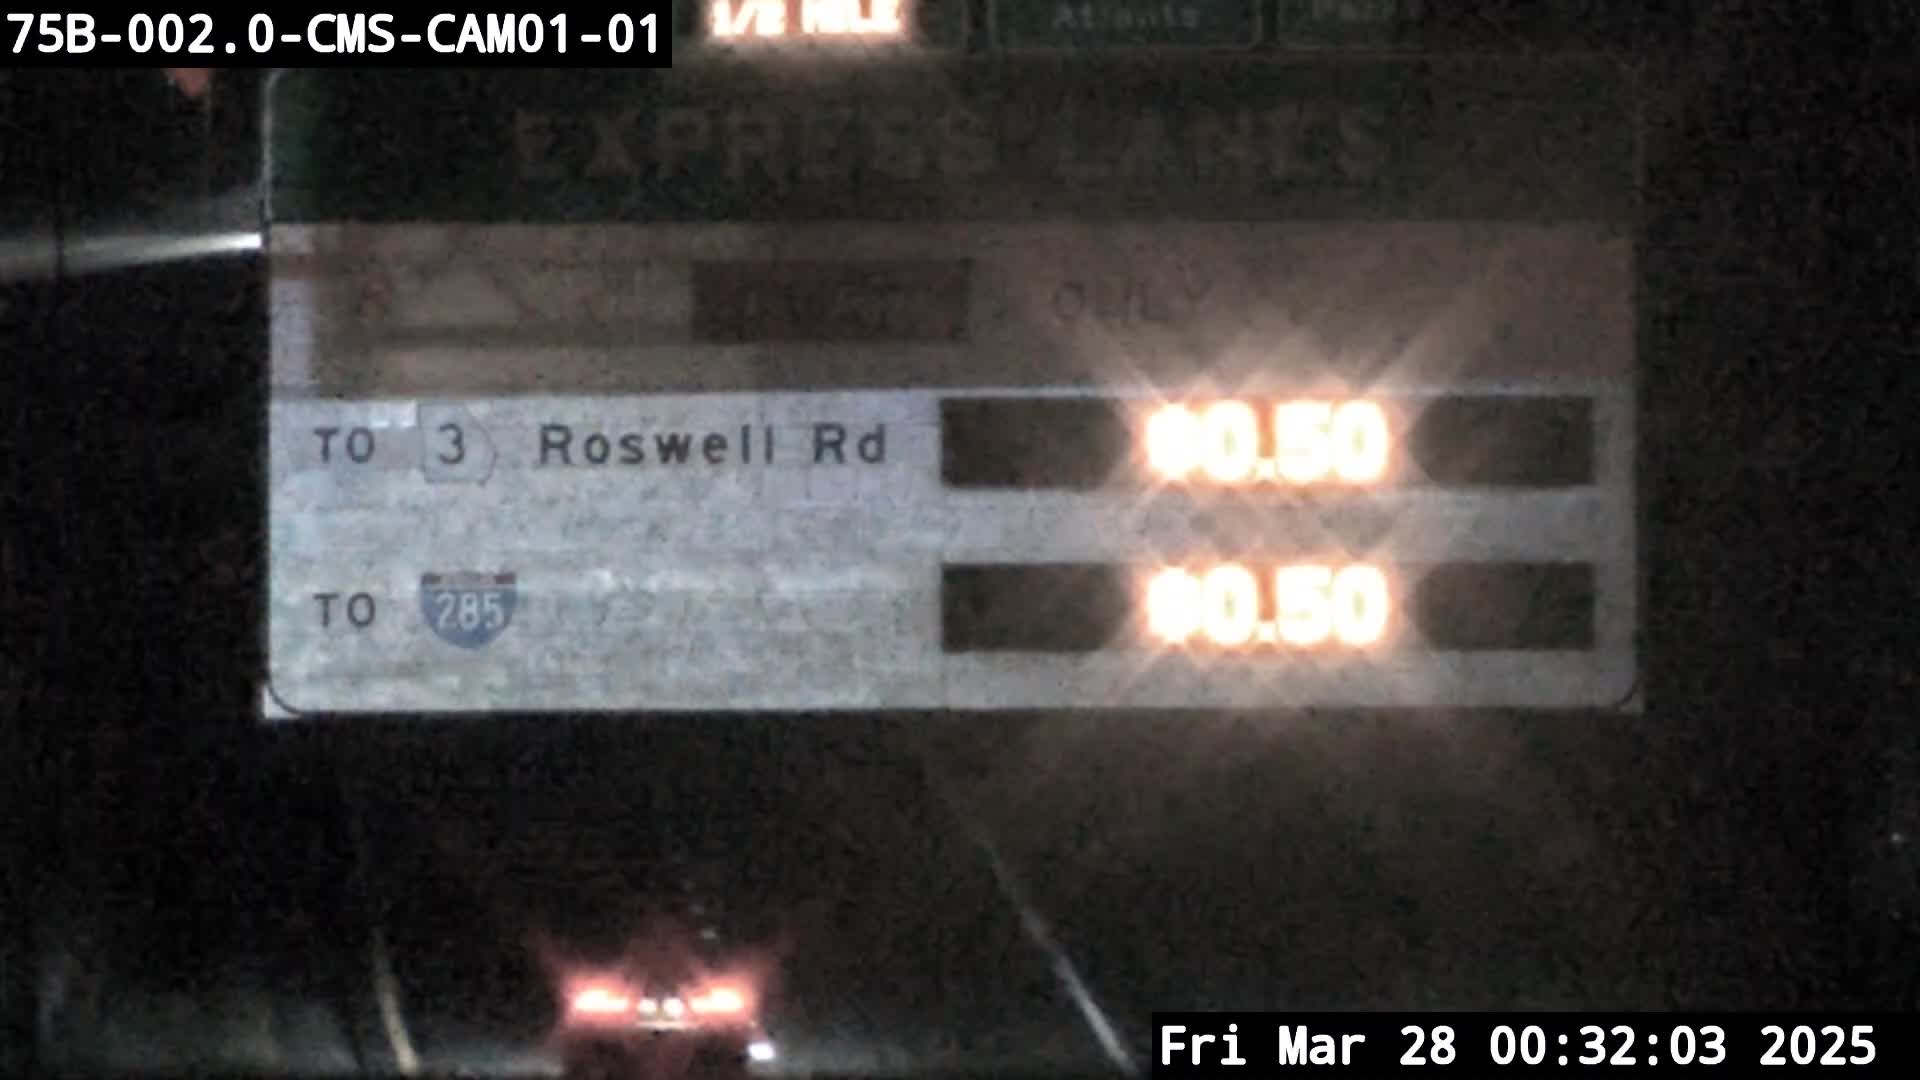 75B-002.0-CMS-CAM01-01
1/2 MILE
Atlanta
EXPRESS LANES
ONLY
TO 3 Roswell Rd $0.50
TO 285 $0.50
Fri Mar 28 00:32:03 2025